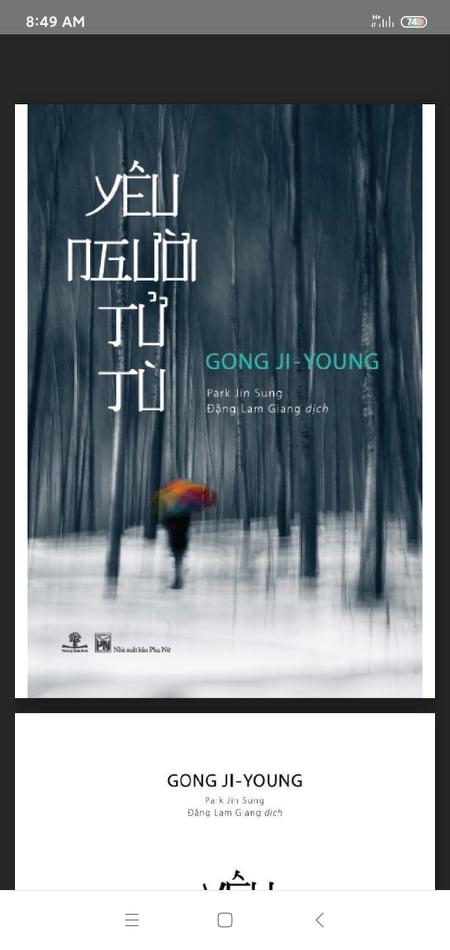 8:49 AM
74
YÊU
NGƯỜI
TỬ
TÙ
GONG JI-YOUNG
Park Jin Sung
Đặng Lam Giang dịch
Nhà xuất bản Phụ Nữ
GONG JI-YOUNG
Park Jin Sung
Đặng Lam Giang dịch
YÊU